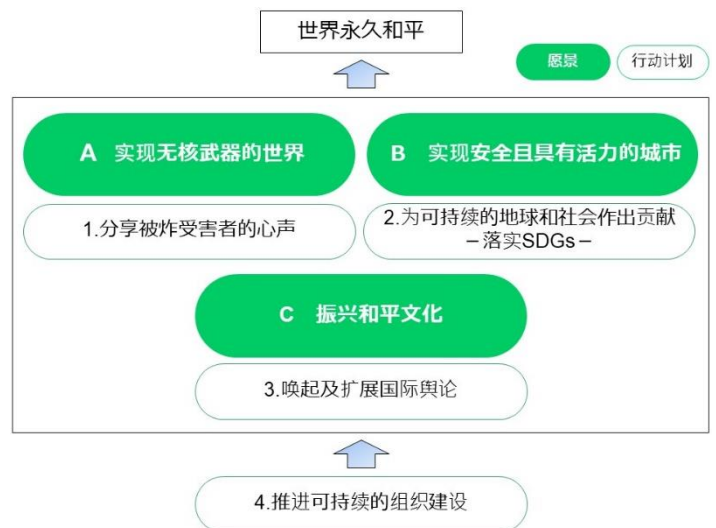 世界永久和平
愿景
行动计划
A 实现无核武器的世界
B 实现安全且具有活力的城市
1.分享被炸受害者的心声
2.为可持续的地球和社会作出贡献
–落实SDGs–
C 振兴和平文化
3.唤起及扩展国际舆论
4.推进可持续的组织建设